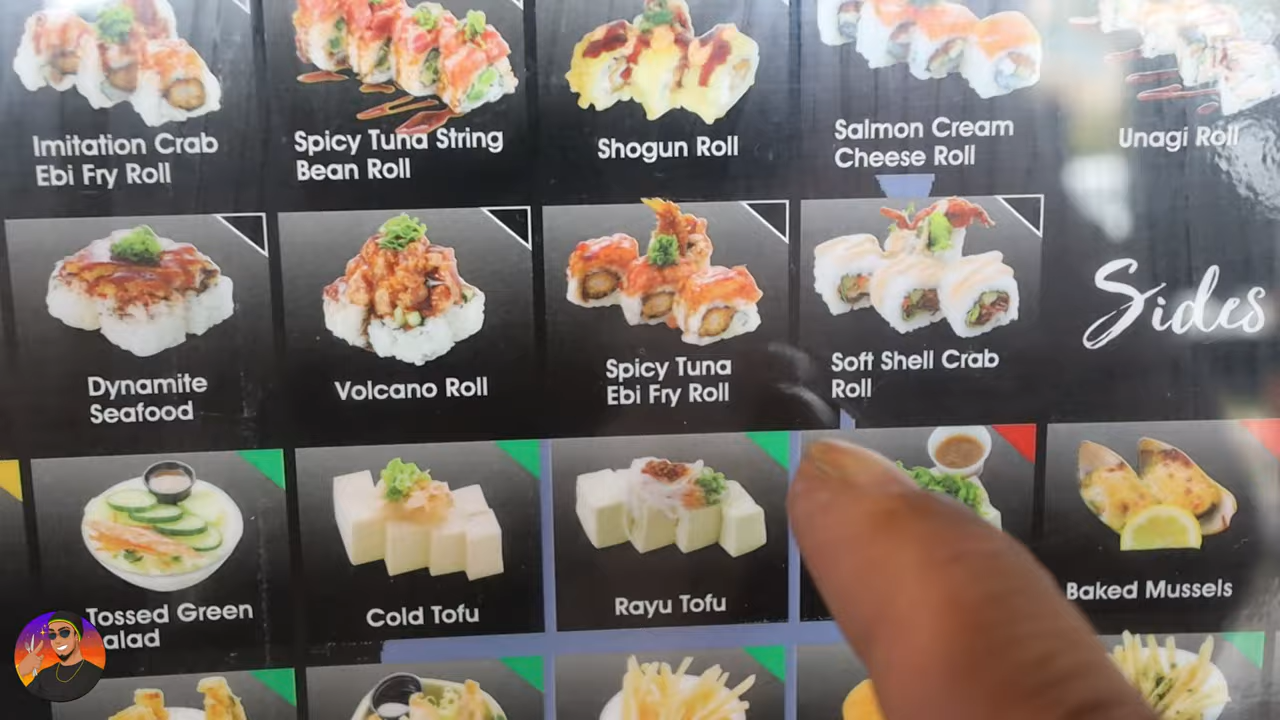 Imitation Crab
Ebi Fry Roll
Spicy Tuna String
Bean Roll
Shogun Roll
Salmon Cream
Cheese Roll
Unagi Roll
Dynamite
Seafood
Volcano Roll
Spicy Tuna
Ebi Fry Roll
Soft Shell Crab
Roll
Sides
Tossed Green
alad
Cold Tofu
Rayu Tofu
Baked Mussels